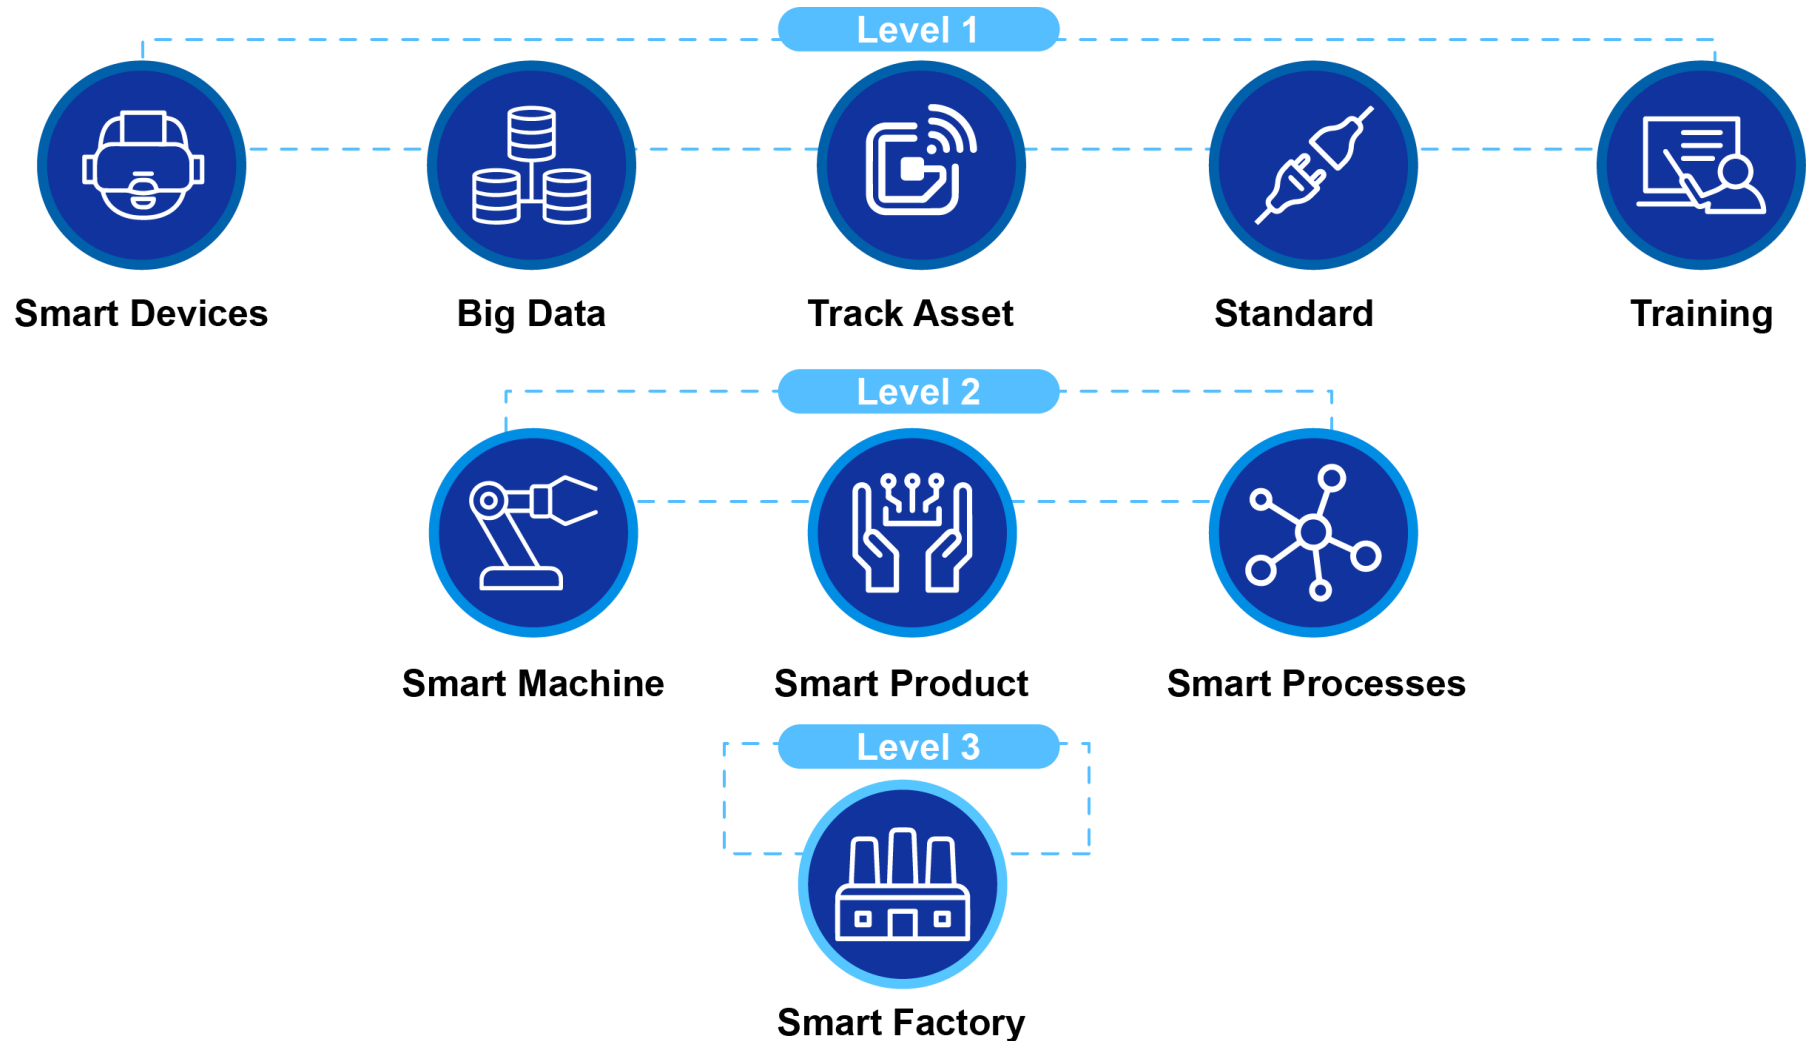 Level 1
Smart Devices
Big Data
Track Asset
Standard
Training
Level 2
Smart Machine
Smart Product
Smart Processes
Level 3
Smart Factory